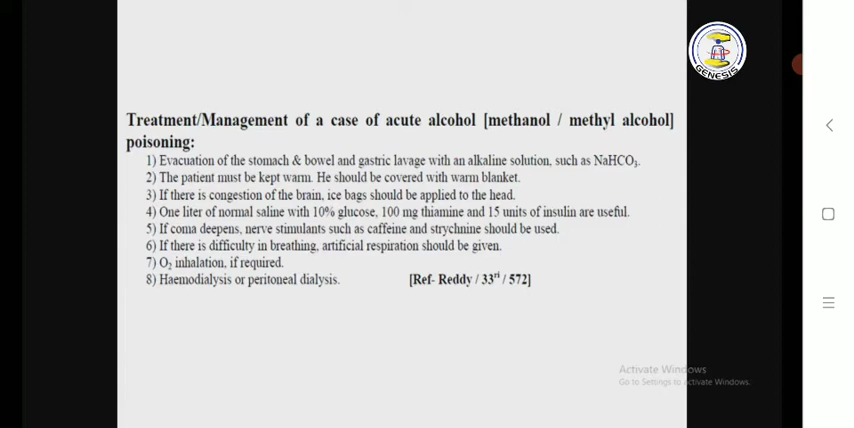 GENESIS
Treatment/Management of a case of acute alcohol [methanol / methyl alcohol]
poisoning:
1) Evacuation of the stomach & bowel and gastric lavage with an alkaline solution, such as NaHCO3.
2) The patient must be kept warm. He should be covered with warm blanket.
3) If there is congestion of the brain, ice bags should be applied to the head.
4) One liter of normal saline with 10% glucose, 100 mg thiamine and 15 units of insulin are useful.
5) If coma deepens, nerve stimulants such as caffeine and strychnine should be used.
6) If there is difficulty in breathing, artificial respiration should be given.
7) O2 inhalation, if required.
8) Haemodialysis or peritoneal dialysis. [Ref- Reddy / 33ri / 572]
Activate Windows
Go to Settings to activate Windows.